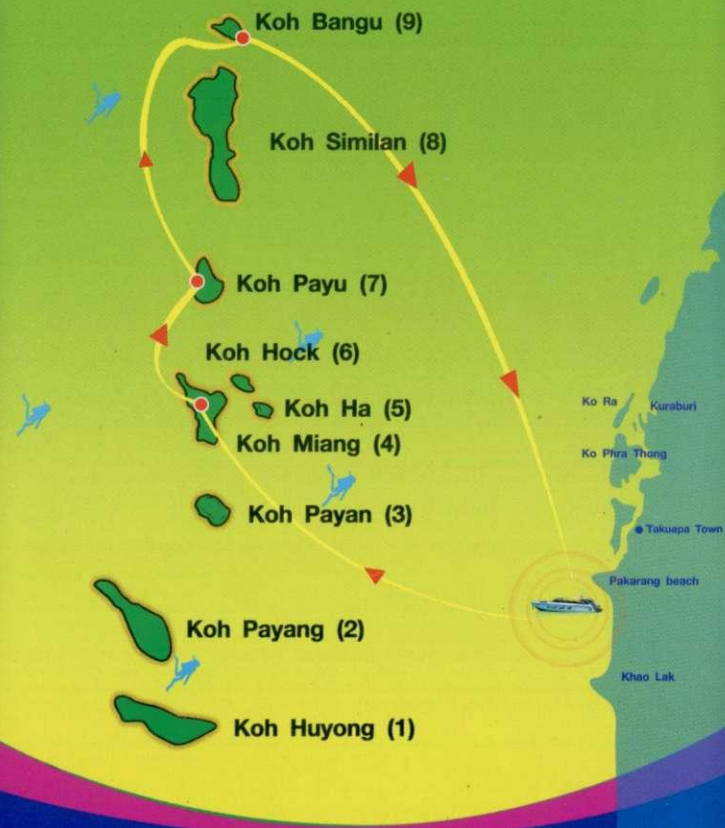 Koh Bangu (9)
Koh Similan (8)
Koh Payu (7)
Koh Hock (6)
Koh Ha (5)
Koh Miang (4)
Koh Payan (3)
Koh Payang (2)
Koh Huyong (1)
Ko Ra
Kuraburi
Ko Phra Thong
Takuapa Town
Pakarang beach
Khao Lak